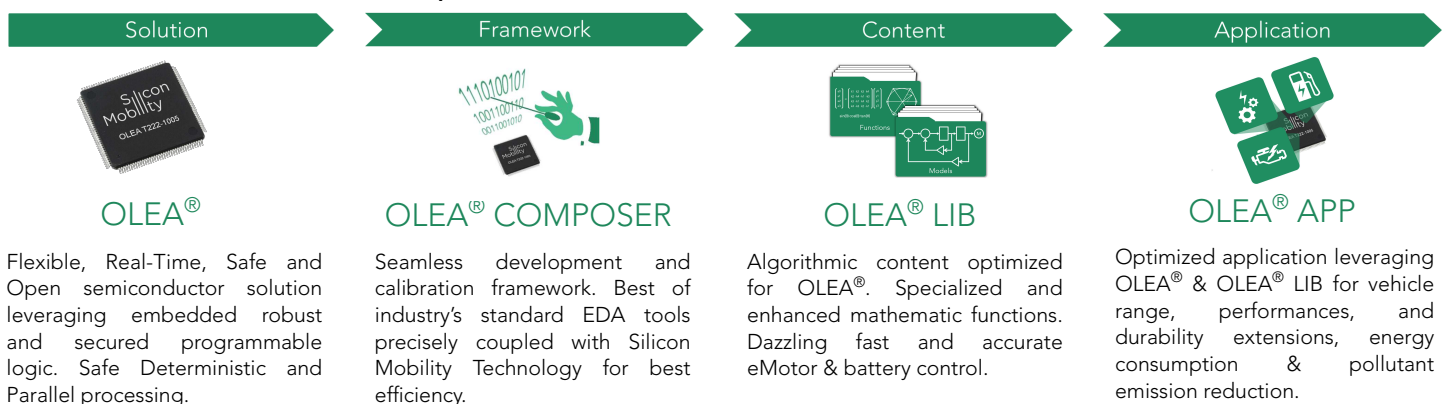 Solution
Framework
Content
Application
Silicon
Mobility
OLEA T222-1005
1110100101
1001100110
0011001010
Silicon
Mobility
Functions
Models
M
Silicon
OLEA®
OLEA® COMPOSER
OLEA® LIB
OLEA® APP
Flexible, Real-Time, Safe and
Open semiconductor solution
leveraging embedded robust
and secured programmable
logic. Safe Deterministic and
Parallel processing.
Seamless development and
calibration framework. Best of
industry's standard EDA tools
precisely coupled with Silicon
Mobility Technology for best
efficiency.
Algorithmic content optimized
for OLEA®. Specialized and
enhanced mathematic functions.
Dazzling fast and accurate
eMotor & battery control.
Optimized application leveraging
OLEA® & OLEA® LIB for vehicle
range, performances, and
durability extensions, energy
consumption & pollutant
emission reduction.